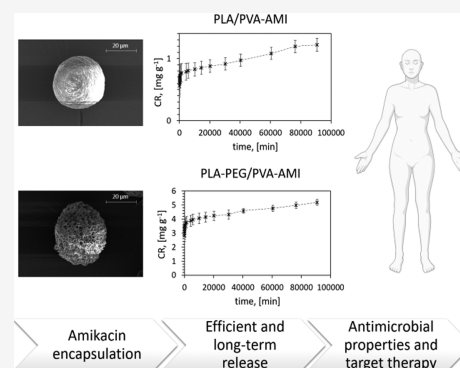 PLA/PVA-AMI
20 µm
CR, [mg g⁻¹]
1
0
0 20000 40000 60000 80000 100000
time, [min]
PLA-PEG/PVA-AMI
20 µm
CR, [mg g⁻¹]
6
5
4
3
2
1
0
0 20000 40000 60000 80000 100000
time, [min]
Amikacin
encapsulation
Efficient and
long-term
release
Antimicrobial
properties and
target therapy